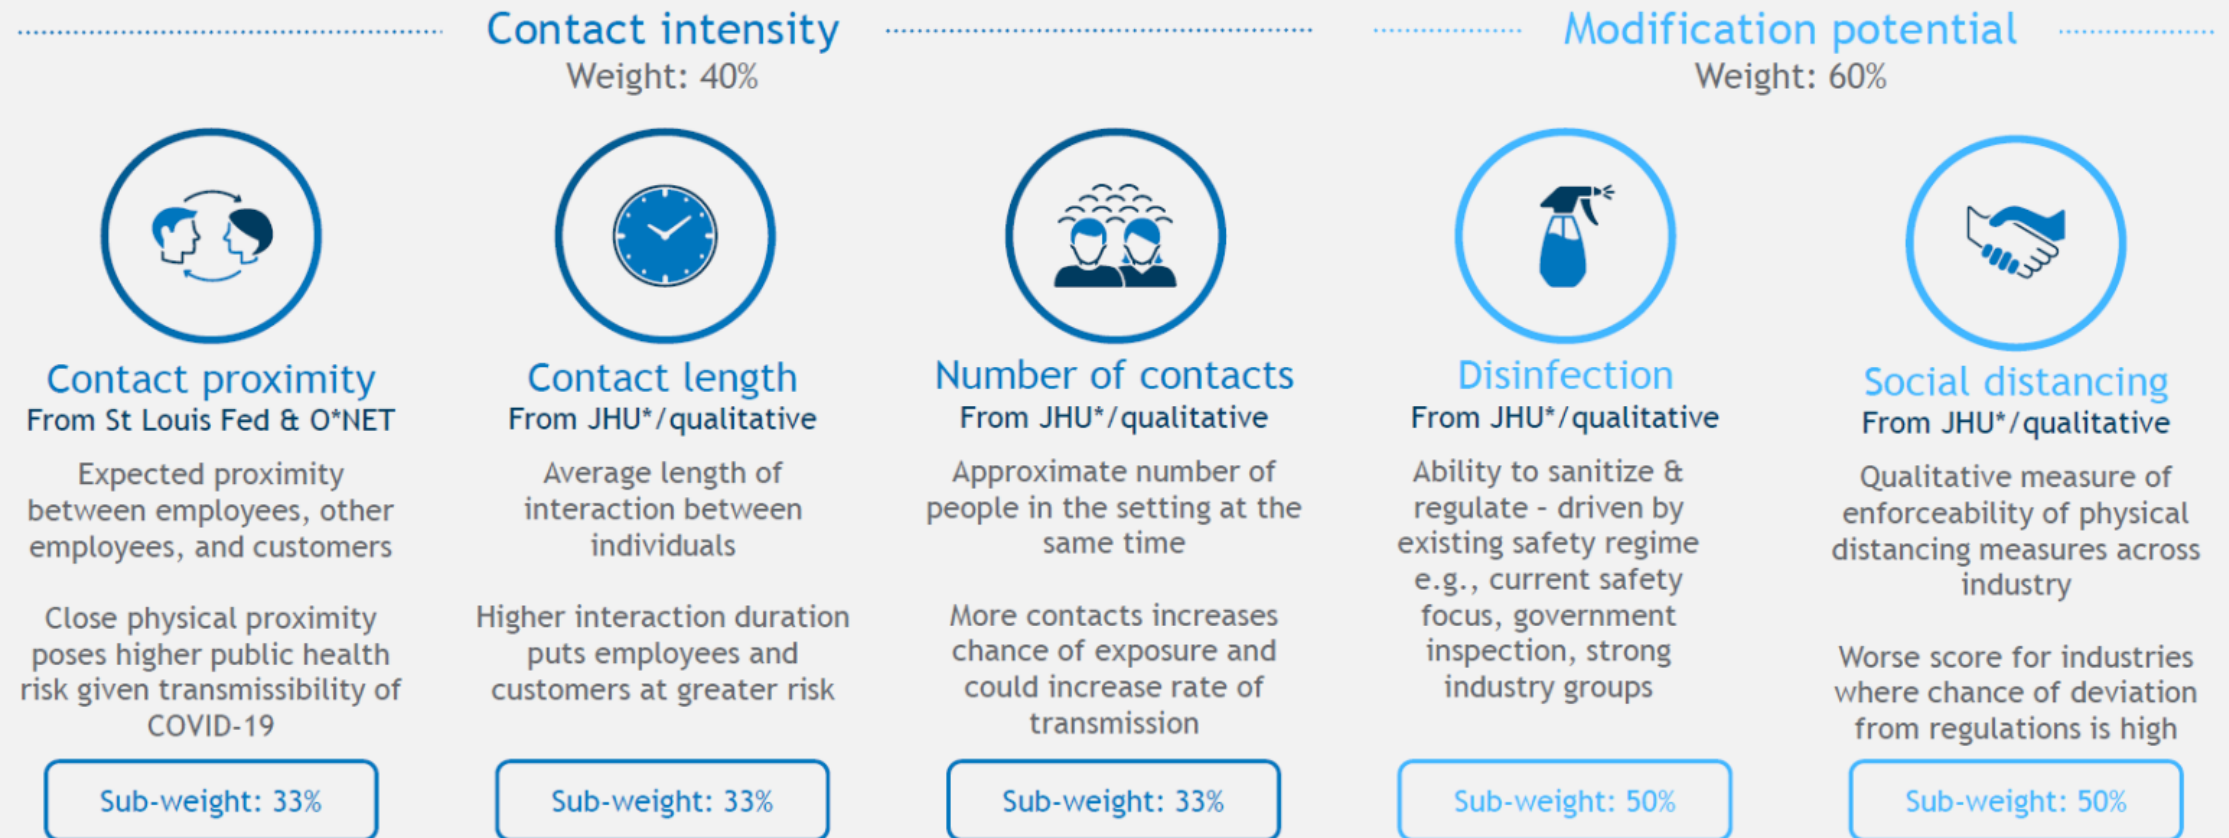 Contact intensity
Weight: 40%
Modification potential
Weight: 60%
Contact proximity
From St Louis Fed & O*NET
Expected proximity
between employees, other
employees, and customers
Close physical proximity
poses higher public health
risk given transmissibility of
COVID-19
Sub-weight: 33%
Contact length
From JHU*/qualitative
Average length of
interaction between
individuals
Higher interaction duration
puts employees and
customers at greater risk
Sub-weight: 33%
Number of contacts
From JHU*/qualitative
Approximate number of
people in the setting at the
same time
More contacts increases
chance of exposure and
could increase rate of
transmission
Sub-weight: 33%
Disinfection
From JHU*/qualitative
Ability to sanitize &
regulate – driven by
existing safety regime
e.g., current safety
focus, government
inspection, strong
industry groups
Sub-weight: 50%
Social distancing
From JHU*/qualitative
Qualitative measure of
enforceability of physical
distancing measures across
industry
Worse score for industries
where chance of deviation
from regulations is high
Sub-weight: 50%